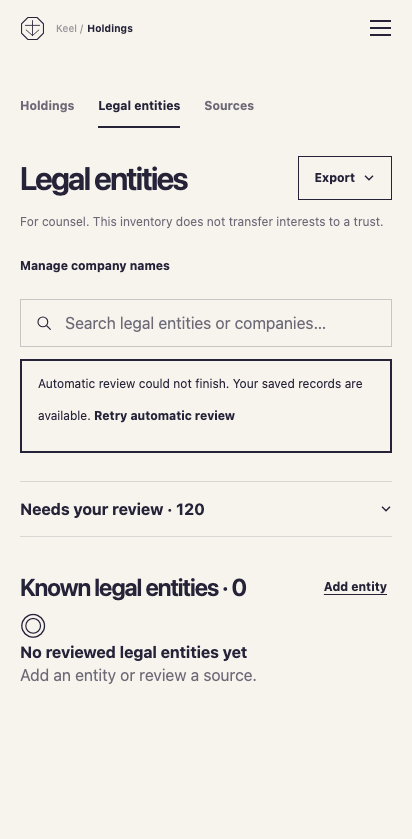 Keel / Holdings
Holdings Legal entities Sources
Legal entities
Export
For counsel. This inventory does not transfer interests to a trust.
Manage company names
Search legal entities or companies...
Automatic review could not finish. Your saved records are
available. Retry automatic review
Needs your review · 120
Known legal entities · 0
Add entity
No reviewed legal entities yet
Add an entity or review a source.